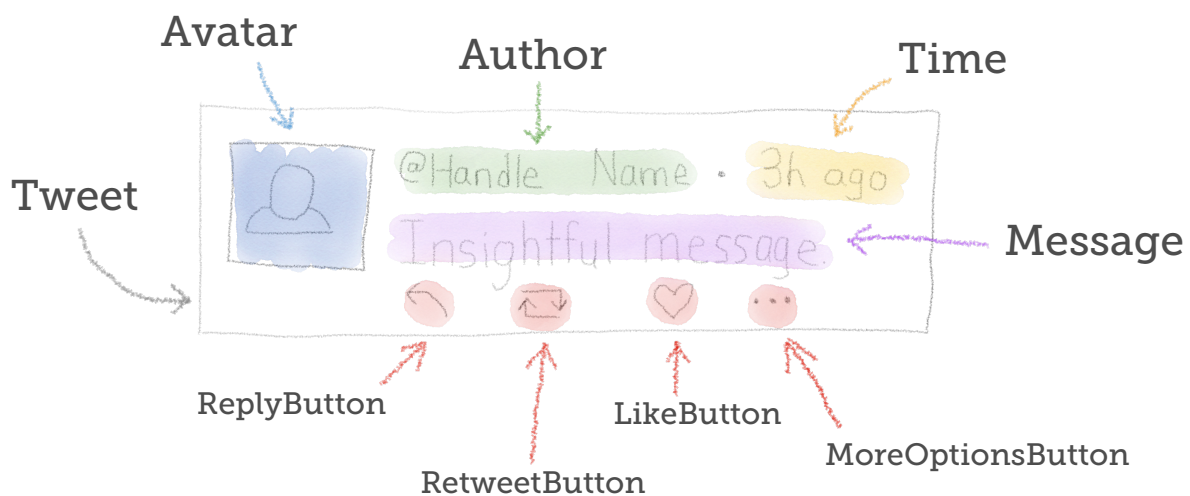 Avatar
Author
Time
@Handle Name · 3h ago
Tweet
Insightful message.
Message
ReplyButton
LikeButton
MoreOptionsButton
RetweetButton